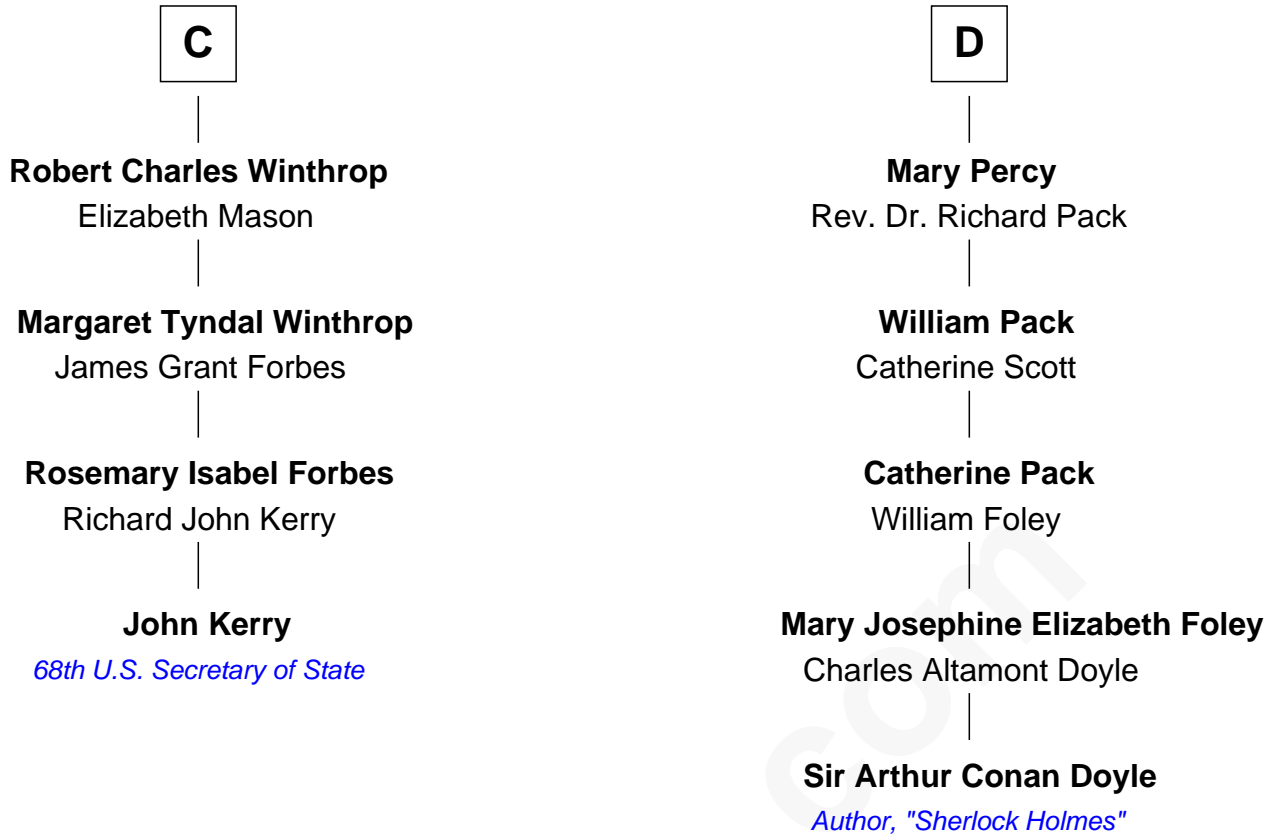 C
Robert Charles Winthrop
Elizabeth Mason
Margaret Tyndal Winthrop
James Grant Forbes
Rosemary Isabel Forbes
Richard John Kerry
John Kerry
68th U.S. Secretary of State
D
Mary Percy
Rev. Dr. Richard Pack
William Pack
Catherine Scott
Catherine Pack
William Foley
Mary Josephine Elizabeth Foley
Charles Altamont Doyle
Sir Arthur Conan Doyle
Author, "Sherlock Holmes"
com